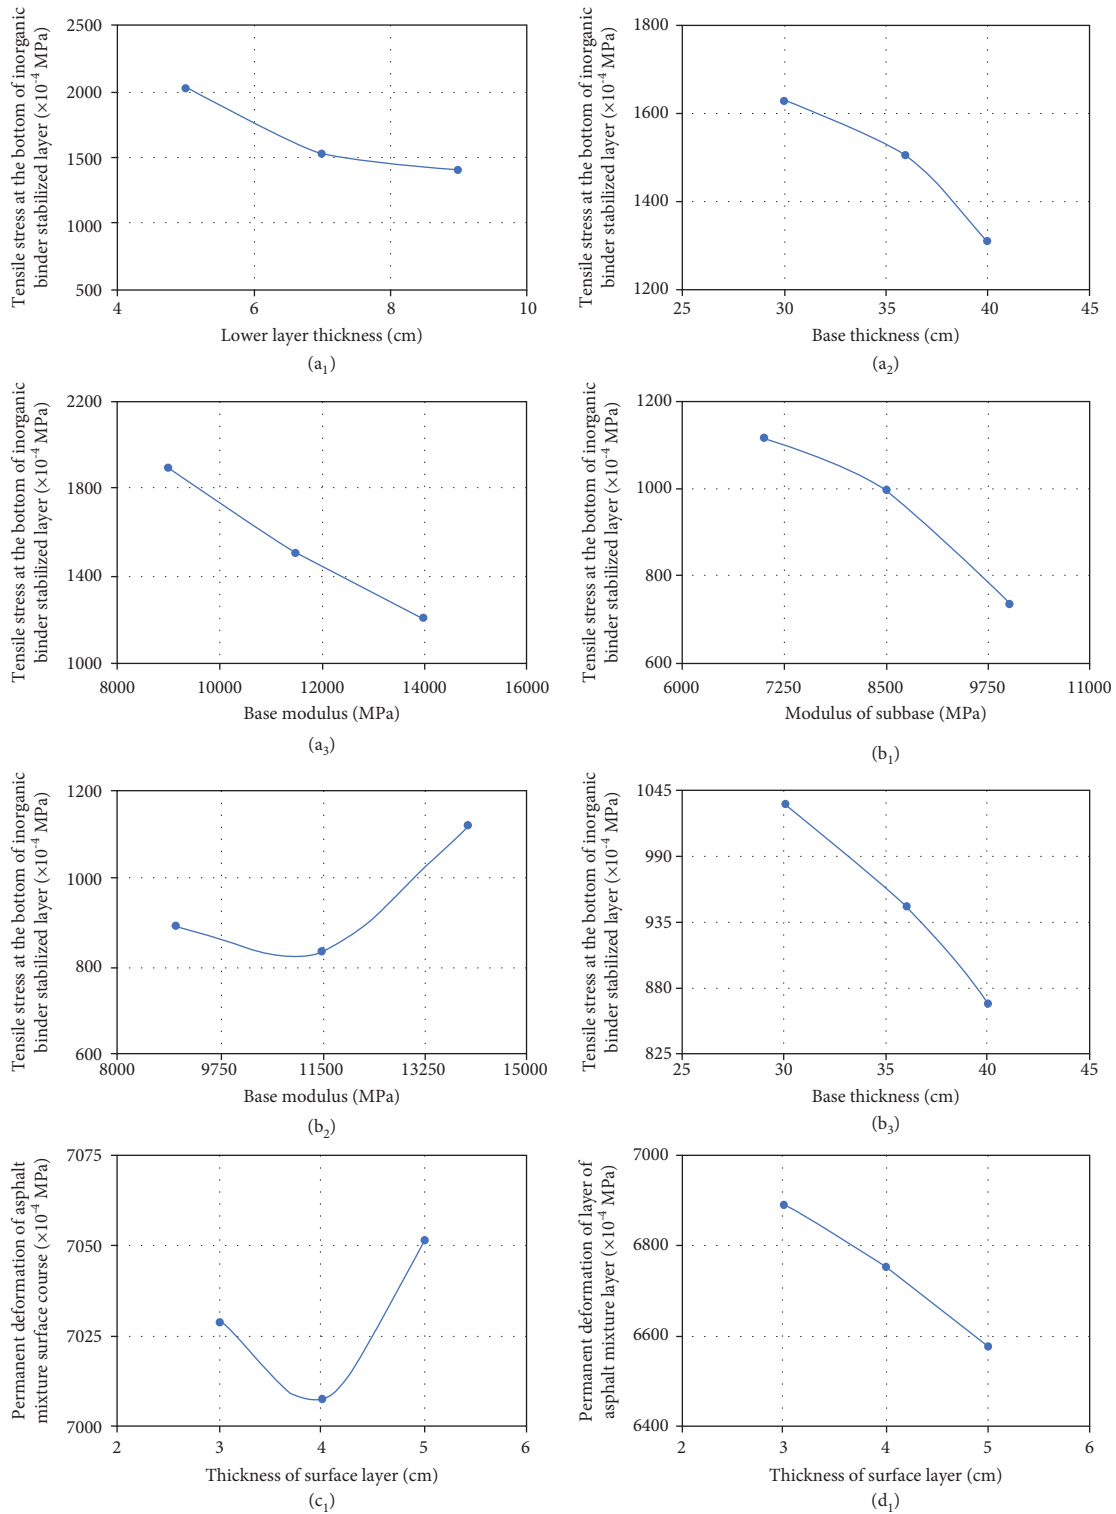 Tensile stress at the bottom of inorganic
binder stabilized layer (×10⁻⁴ MPa)
2500
2000
1500
1000
500
4 6 8 10
Lower layer thickness (cm)
(a₁)
Tensile stress at the bottom of inorganic
binder stabilized layer (×10⁻⁴ MPa)
1800
1600
1400
1200
25 30 35 40 45
Base thickness (cm)
(a₂)
Tensile stress at the bottom of inorganic
binder stabilized layer (×10⁻⁴ MPa)
2200
1800
1400
1000
8000 10000 12000 14000 16000
Base modulus (MPa)
(a₃)
Tensile stress at the bottom of inorganic
binder stabilized layer (×10⁻⁴ MPa)
1200
1000
800
600
6000 7250 8500 9750 11000
Modulus of subbase (MPa)
(b₁)
Tensile stress at the bottom of inorganic
binder stabilized layer (×10⁻⁴ MPa)
1200
1000
800
600
8000 9750 11500 13250 15000
Base modulus (MPa)
(b₂)
Tensile stress at the bottom of inorganic
binder stabilized layer (×10⁻⁴ MPa)
1045
990
935
880
825
25 30 35 40 45
Base thickness (cm)
(b₃)
Permanent deformation of asphalt
mixture surface course (×10⁻⁴ MPa)
7075
7050
7025
7000
2 3 4 5 6
Thickness of surface layer (cm)
(c₁)
Permanent deformation of layer of
asphalt mixture layer (×10⁻⁴ MPa)
7000
6800
6600
6400
2 3 4 5 6
Thickness of surface layer (cm)
(d₁)